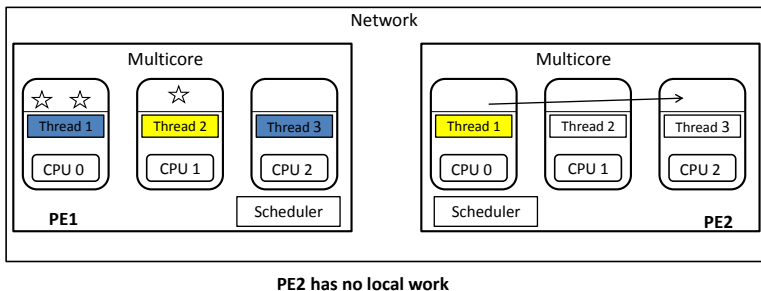 Network
Multicore
Thread 1
Thread 2
Thread 3
CPU 0
CPU 1
CPU 2
Scheduler
PE1
Multicore
Thread 1
Thread 2
Thread 3
CPU 0
CPU 1
CPU 2
Scheduler
PE2
PE2 has no local work